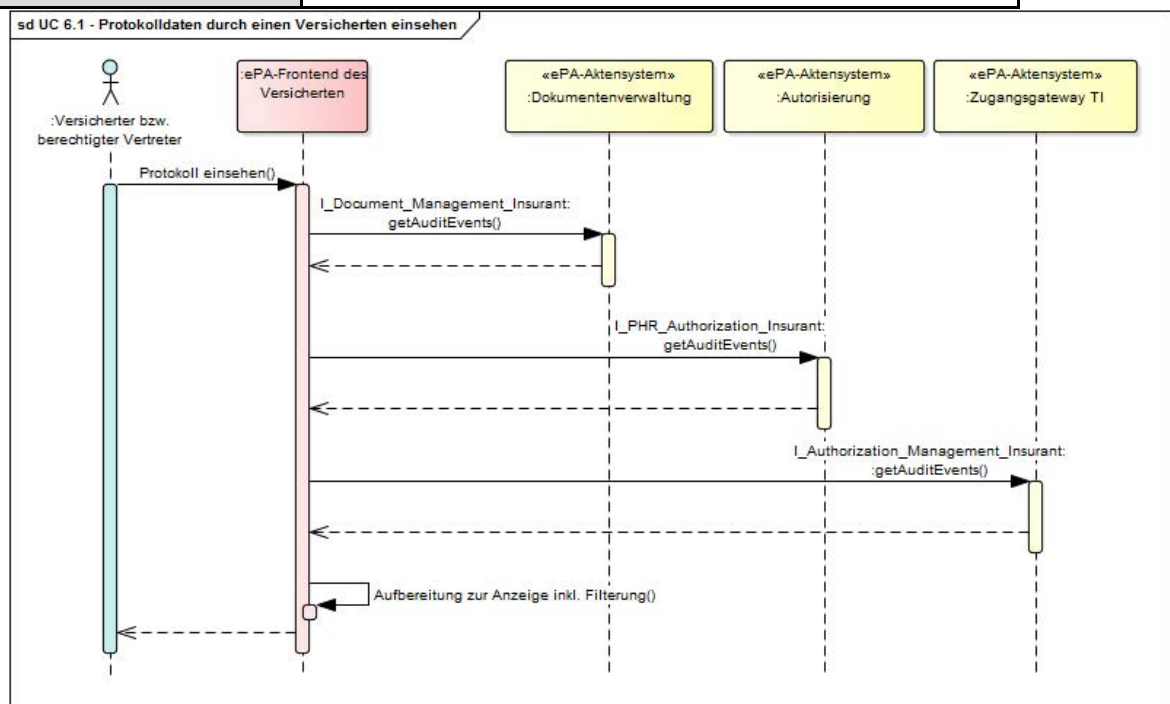 sd UC 6.1 - Protokolldaten durch einen Versicherten einsehen
:Versicherter bzw.
berechtigter Vertreter
:ePA-Frontend des
Versicherten
«ePA-Aktensystem»
:Dokumentenverwaltung
«ePA-Aktensystem»
:Autorisierung
«ePA-Aktensystem»
:Zugangsgateway TI
Protokoll einsehen()
I_Document_Management_Insurant:
getAuditEvents()
I_PHR_Authorization_Insurant:
getAuditEvents()
I_Authorization_Management_Insurant:
:getAuditEvents()
Aufbereitung zur Anzeige inkl. Filterung()